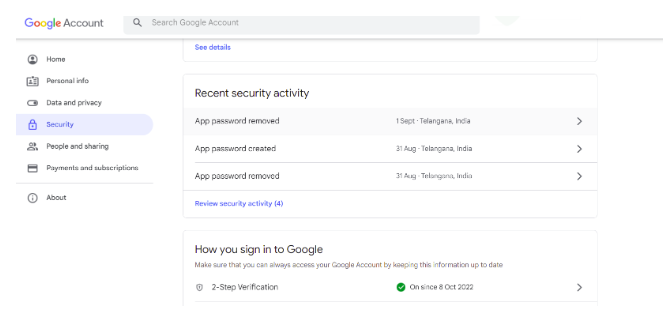 Google Account
Search Google Account
See details
Home
Personal info
Data and privacy
Security
People and sharing
Payments and subscriptions
About
Recent security activity
App password removed 1 Sept · Telangana, India
App password created 31 Aug · Telangana, India
App password removed 31 Aug · Telangana, India
Review security activity (4)
How you sign in to Google
Make sure that you can always access your Google Account by keeping this information up to date
2-Step Verification On since 8 Oct 2022